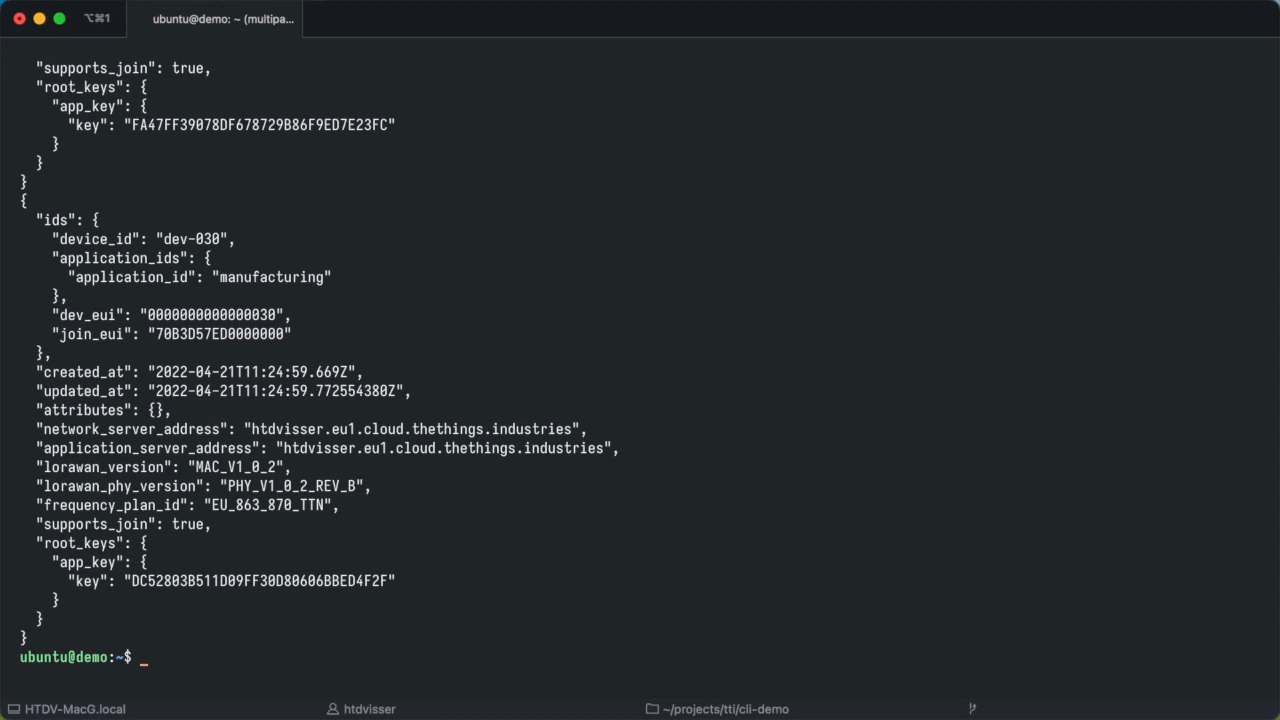 ⌥⌘1
ubuntu@demo: ~ (multipa...
"supports_join": true,
"root_keys": {
"app_key": {
"key": "FA47FF39078DF678729B86F9ED7E23FC"
}
}
}
{
"ids": {
"device_id": "dev-030",
"application_ids": {
"application_id": "manufacturing"
},
"dev_eui": "0000000000000030",
"join_eui": "70B3D57ED0000000"
},
"created_at": "2022-04-21T11:24:59.669Z",
"updated_at": "2022-04-21T11:24:59.772554380Z",
"attributes": {},
"network_server_address": "htdvisser.eu1.cloud.thethings.industries",
"application_server_address": "htdvisser.eu1.cloud.thethings.industries",
"lorawan_version": "MAC_V1_0_2",
"lorawan_phy_version": "PHY_V1_0_2_REV_B",
"frequency_plan_id": "EU_863_870_TTN",
"supports_join": true,
"root_keys": {
"app_key": {
"key": "DC52803B511D09FF30D80606BBED4F2F"
}
}
}
ubuntu@demo:~$ _
HTDV-MacG.local
htdvisser
~/projects/tti/cli-demo